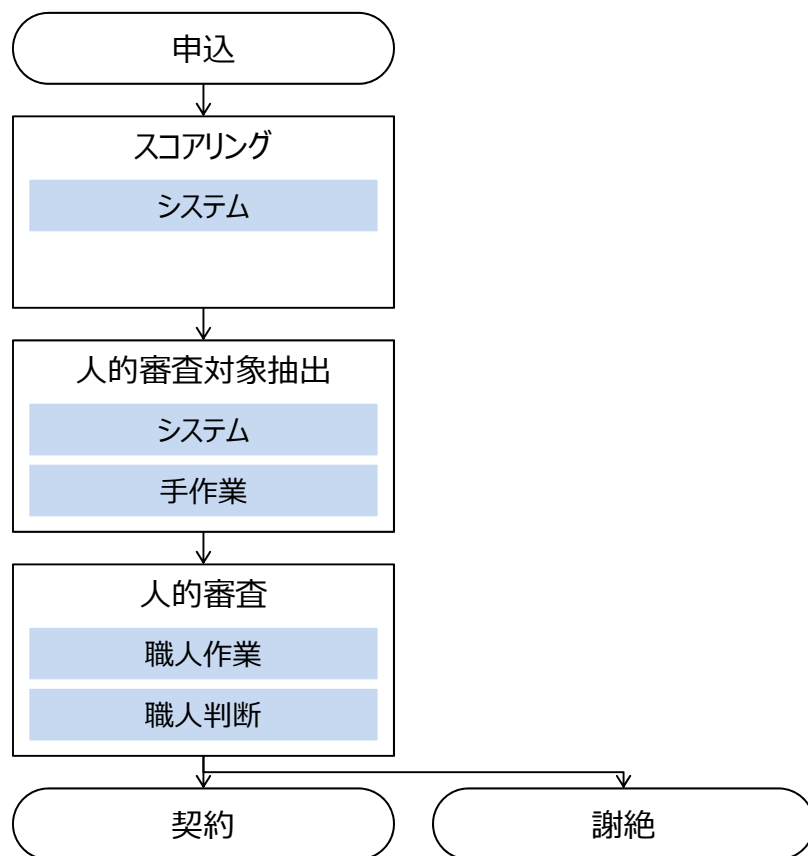 申込
スコアリング
システム
人的審査対象抽出
システム
手作業
人的審査
職人作業
職人判断
契約
謝絶